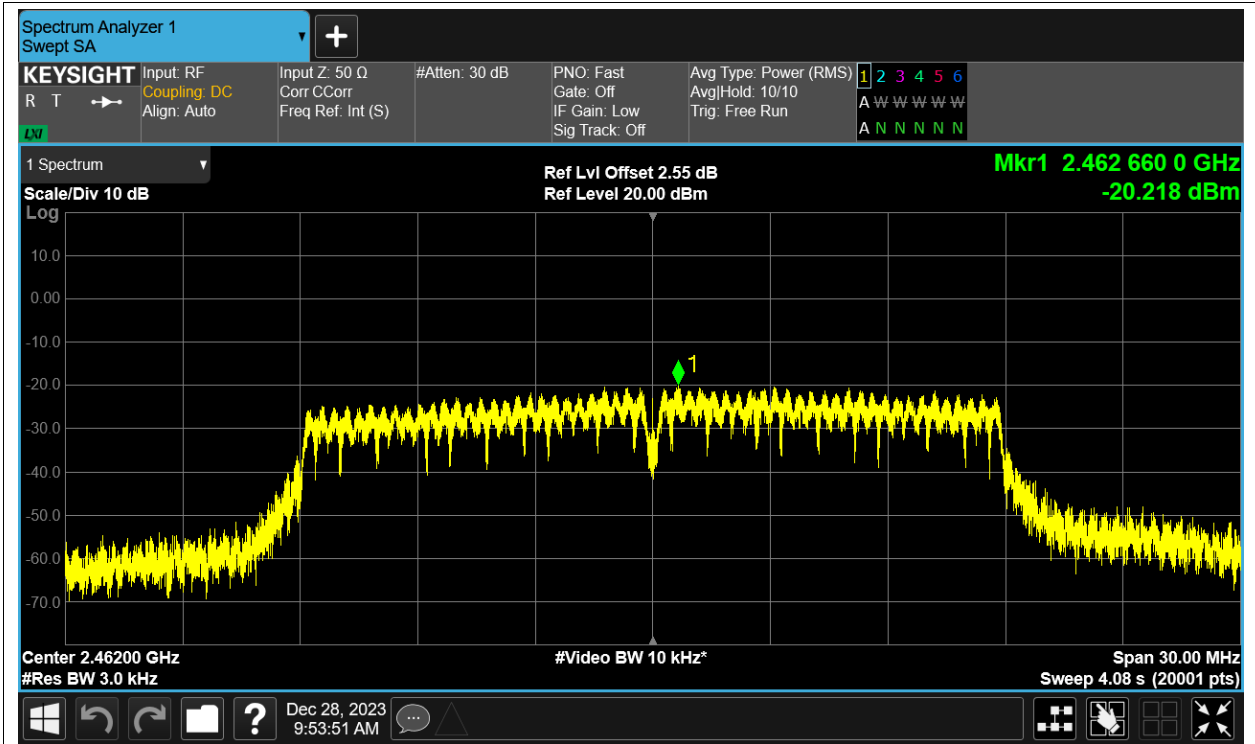 Spectrum Analyzer 1
Swept SA
+
KEYSIGHT
R T
LXI
Input: RF
Coupling: DC
Align: Auto
Input Z: 50 Ω
Corr CCorr
Freq Ref: Int (S)
#Atten: 30 dB
PNO: Fast
Gate: Off
IF Gain: Low
Sig Track: Off
Avg Type: Power (RMS)
Avg|Hold: 10/10
Trig: Free Run
1 2 3 4 5 6
A W W W W W
A N N N N N
1 Spectrum
Scale/Div 10 dB
Ref Lvl Offset 2.55 dB
Ref Level 20.00 dBm
Mkr1 2.462 660 0 GHz
-20.218 dBm
Log
10.0
0.00
-10.0
-20.0
-30.0
-40.0
-50.0
-60.0
-70.0
1
Center 2.46200 GHz
#Res BW 3.0 kHz
#Video BW 10 kHz*
Span 30.00 MHz
Sweep 4.08 s (20001 pts)
?
Dec 28, 2023
9:53:51 AM